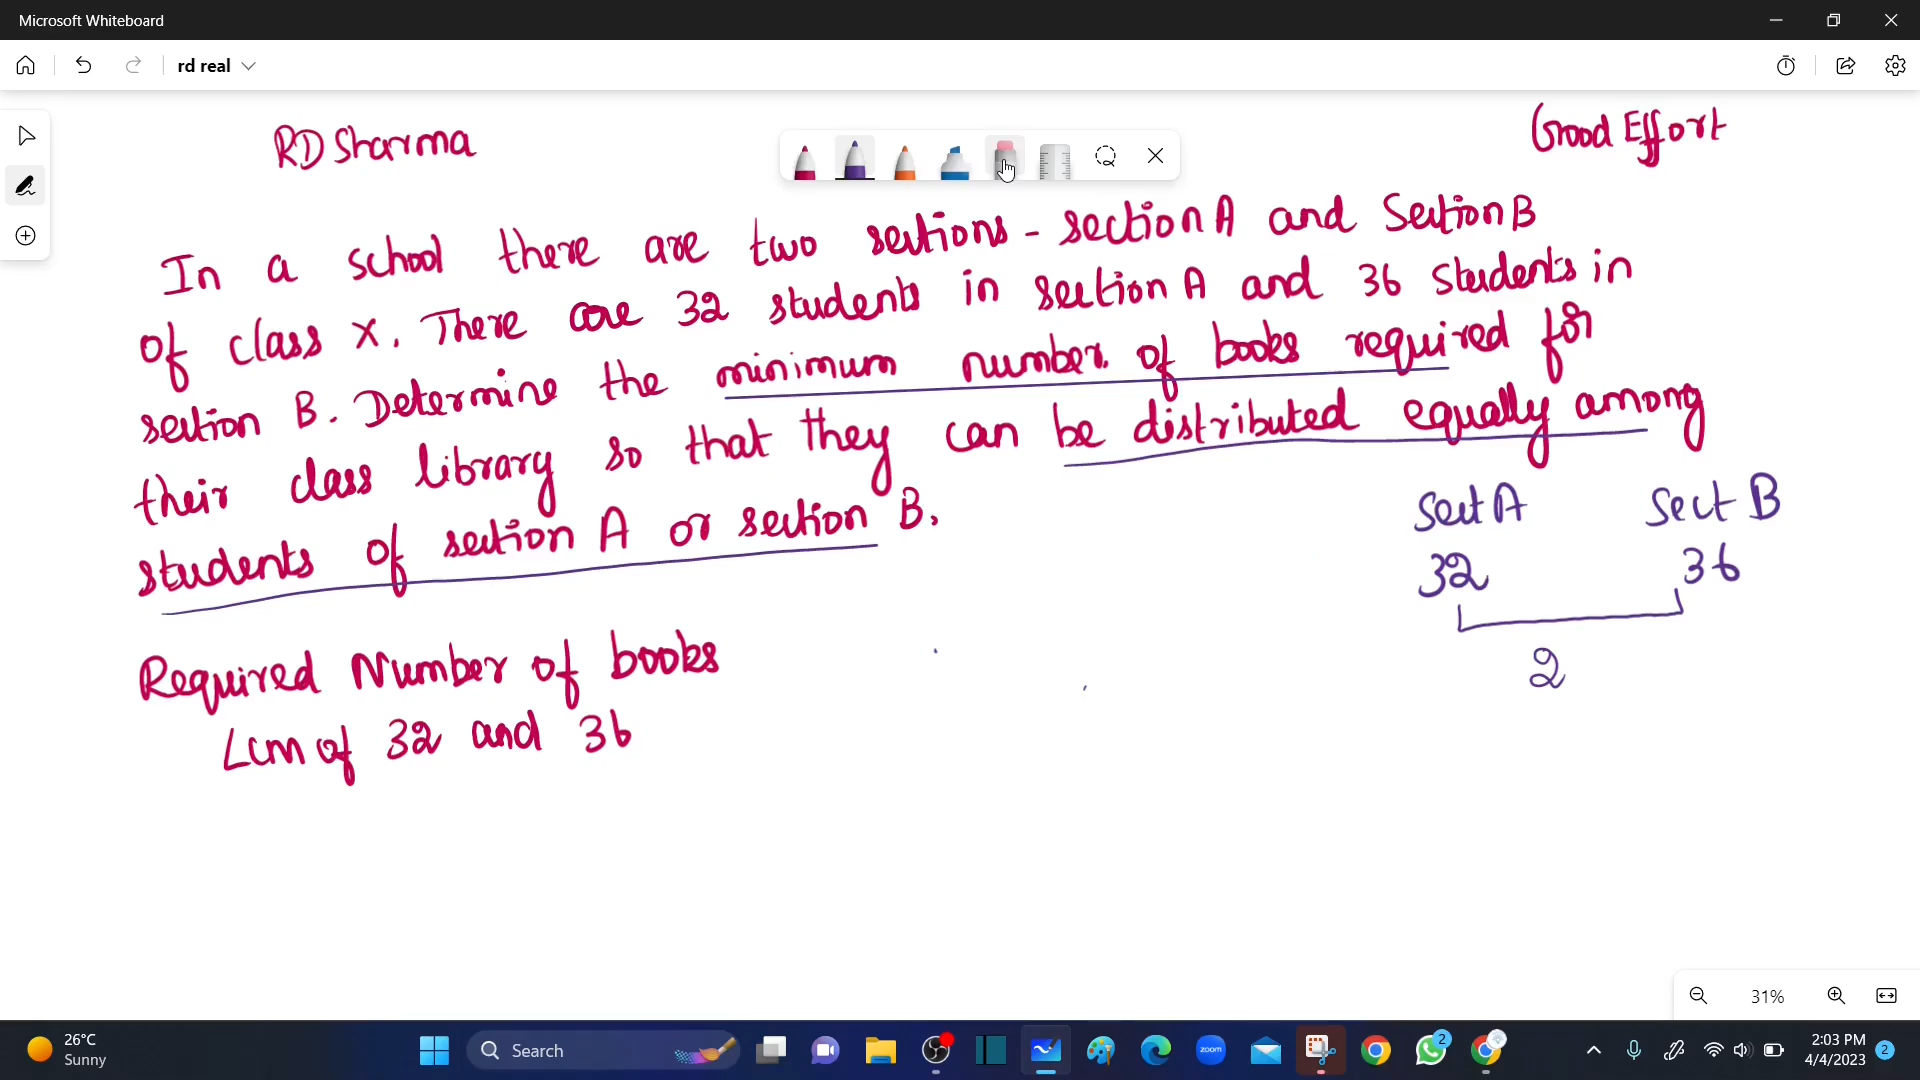 Microsoft Whiteboard
rd real
RD Sharma
Good Effort
In a school there are two sections - section A and Section B
of class X. There are 32 students in section A and 36 students in
section B. Determine the minimum number of books required for
their class library so that they can be distributed equally among
students of section A or section B.
Sect A Sect B
32 36
2
Required Number of books
Lcm of 32 and 36
31%
26°C
Sunny
Search
zoom
2
2:03 PM
4/4/2023
2